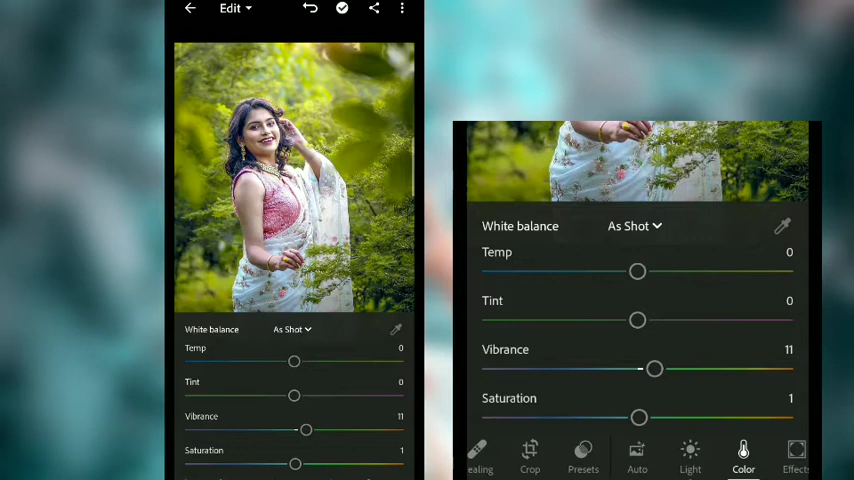 Edit
White balance As Shot
Temp 0
Tint 0
Vibrance 11
Saturation 1
White balance As Shot
Temp 0
Tint 0
Vibrance 11
Saturation 1
ealing Crop Presets Auto Light Color Effects